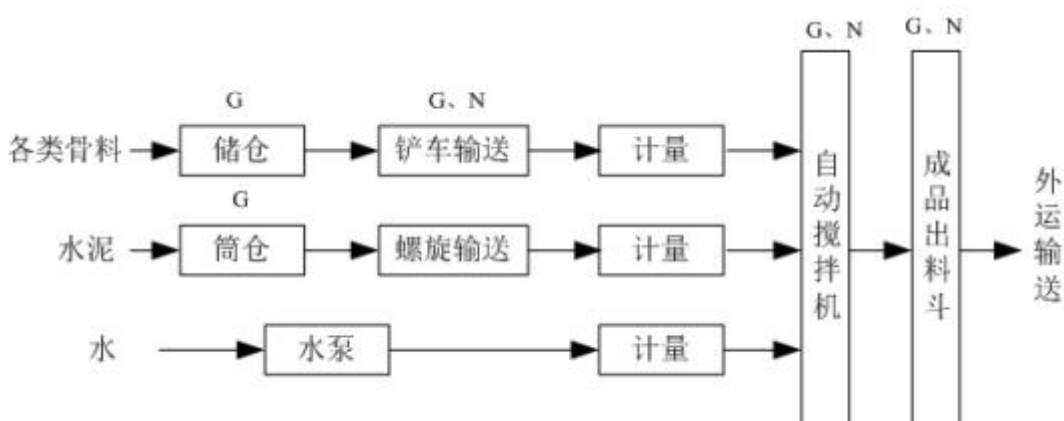 G、N G、N
G G、N
各类骨料 储仓 铲车输送 计量
G
水泥 筒仓 螺旋输送 计量
水 水泵 计量
自动搅拌机
成品出料斗
外运输送